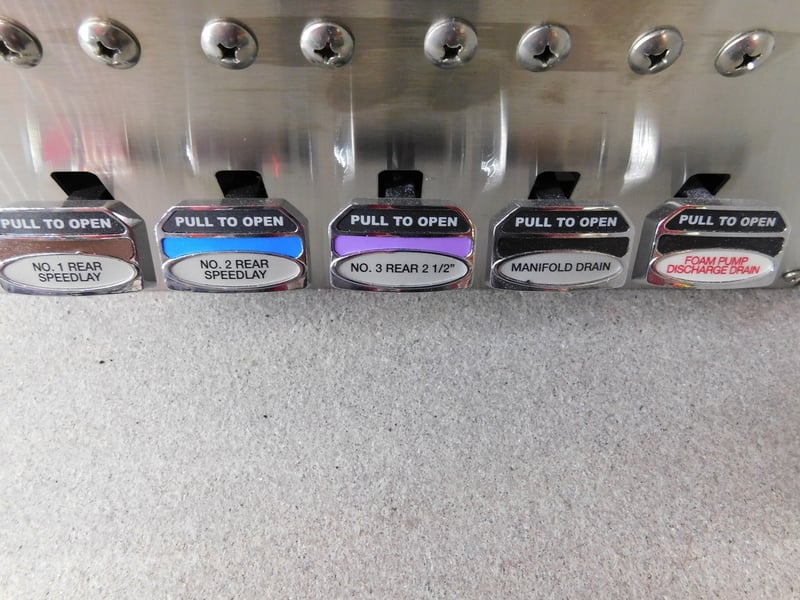 PULL TO OPEN
NO. 1 REAR
SPEEDLAY
PULL TO OPEN
NO. 2 REAR
SPEEDLAY
PULL TO OPEN
NO. 3 REAR 2 1/2"
PULL TO OPEN
MANIFOLD DRAIN
PULL TO OPEN
FOAM PUMP
DISCHARGE DRAIN